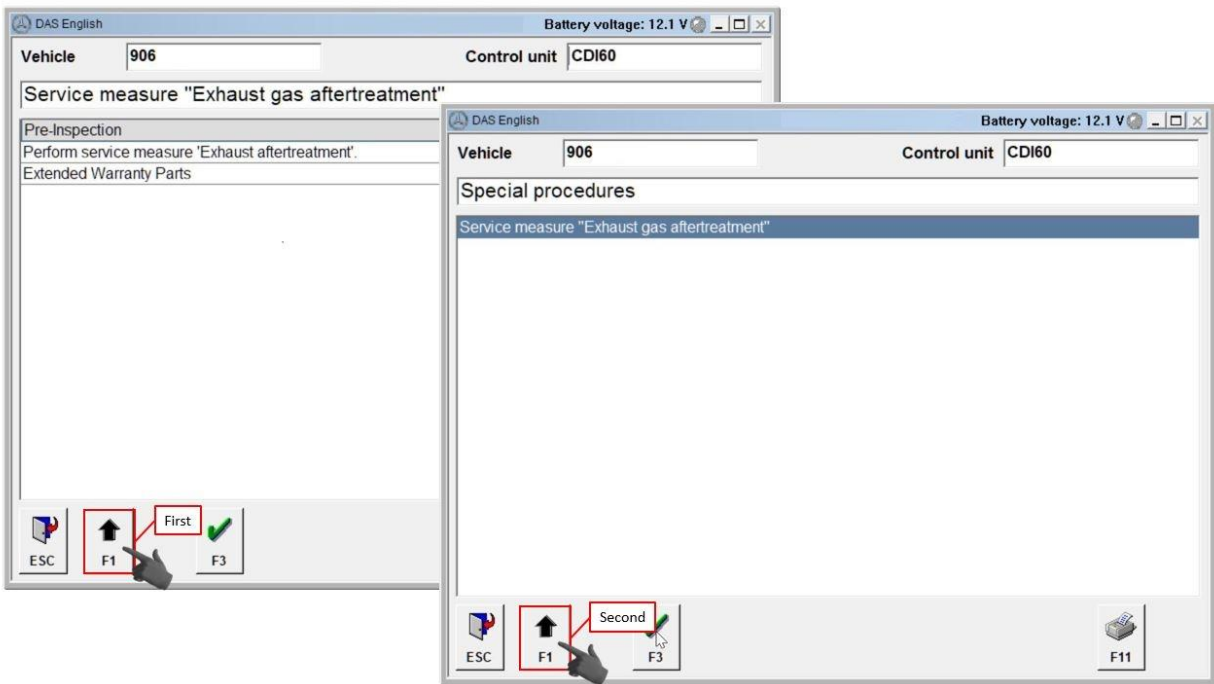 DAS English
Battery voltage: 12.1 V
Vehicle
906
Control unit
CDI60
Service measure "Exhaust gas aftertreatment"
Pre-Inspection
Perform service measure 'Exhaust aftertreatment'.
Extended Warranty Parts
First
ESC
F1
F3
DAS English
Battery voltage: 12.1 V
Vehicle
906
Control unit
CDI60
Special procedures
Service measure "Exhaust gas aftertreatment"
Second
ESC
F1
F3
F11